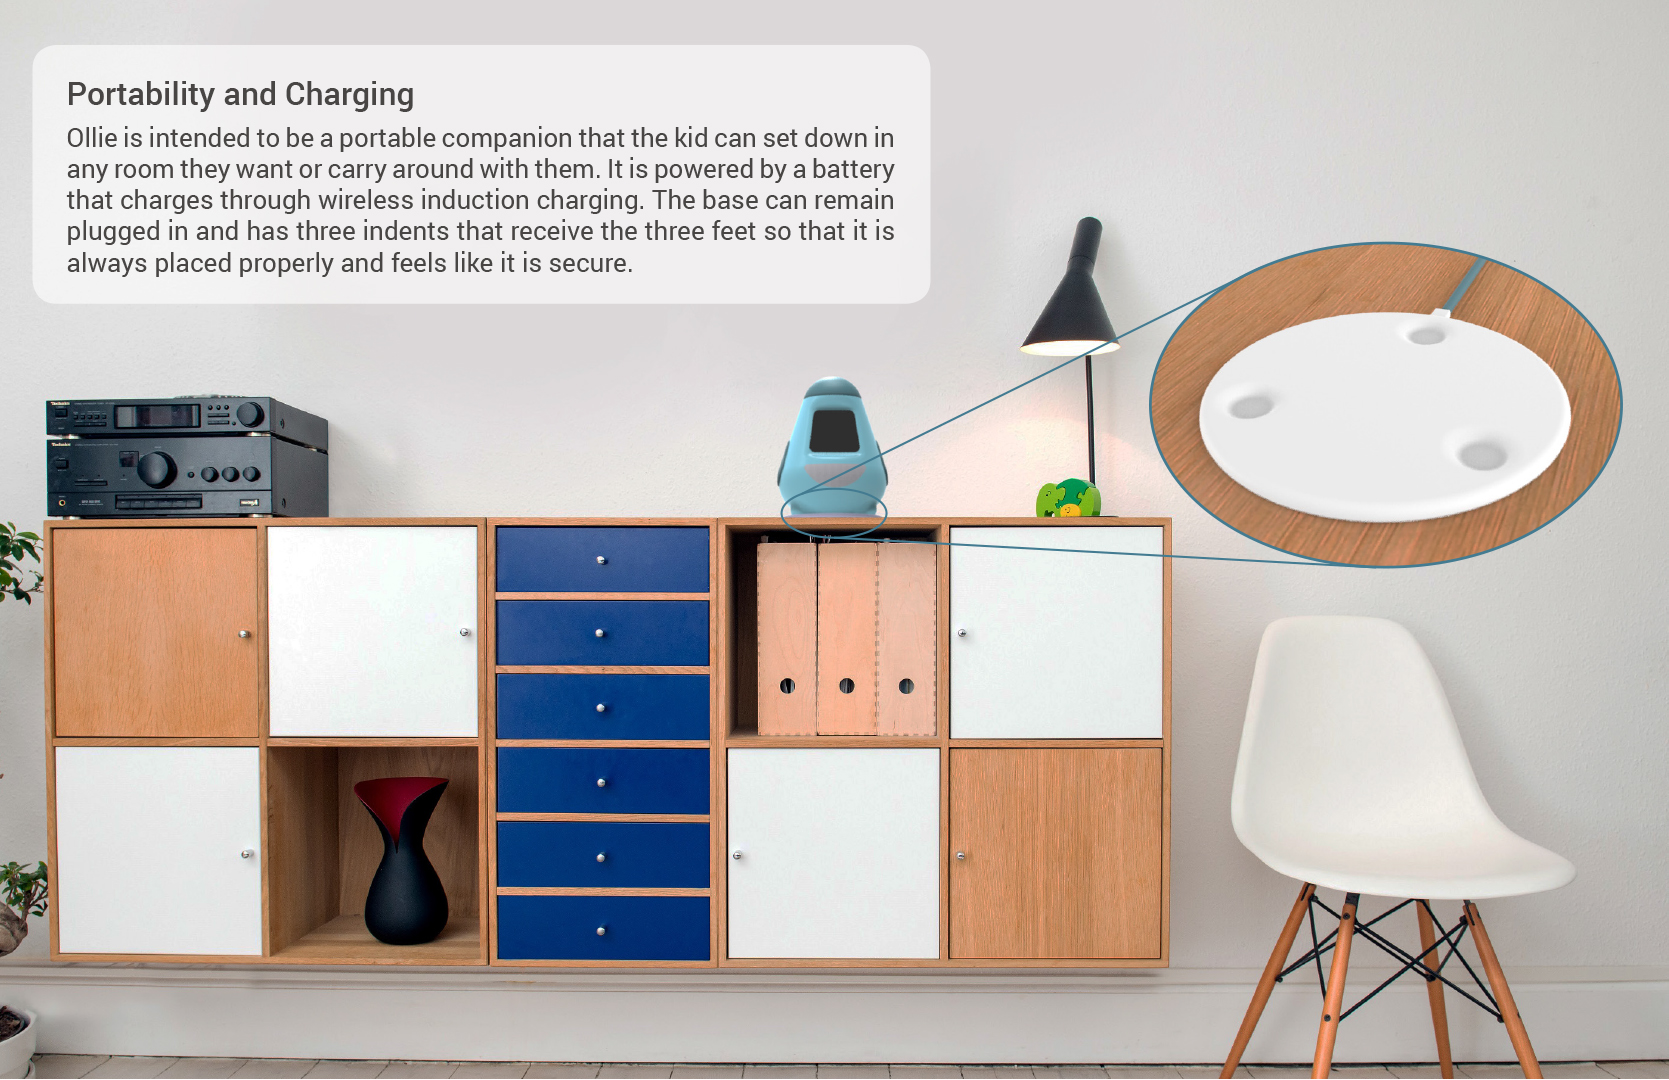 Portability and Charging
Ollie is intended to be a portable companion that the kid can set down in
any room they want or carry around with them. It is powered by a battery
that charges through wireless induction charging. The base can remain
plugged in and has three indents that receive the three feet so that it is
always placed properly and feels like it is secure.
Technics
Technics